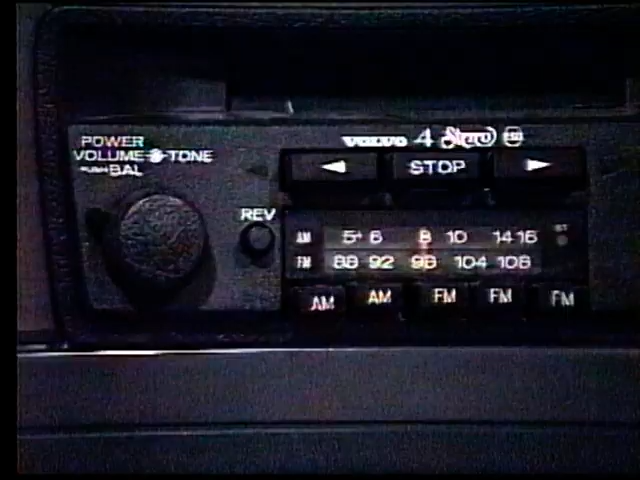 POWER
VOLUME TONE
PUSH BAL
VOLVO 4 Stereo
STOP
REV
AM 5 6 8 10 14 16 ST
FM 88 92 98 104 108
AM AM FM FM FM